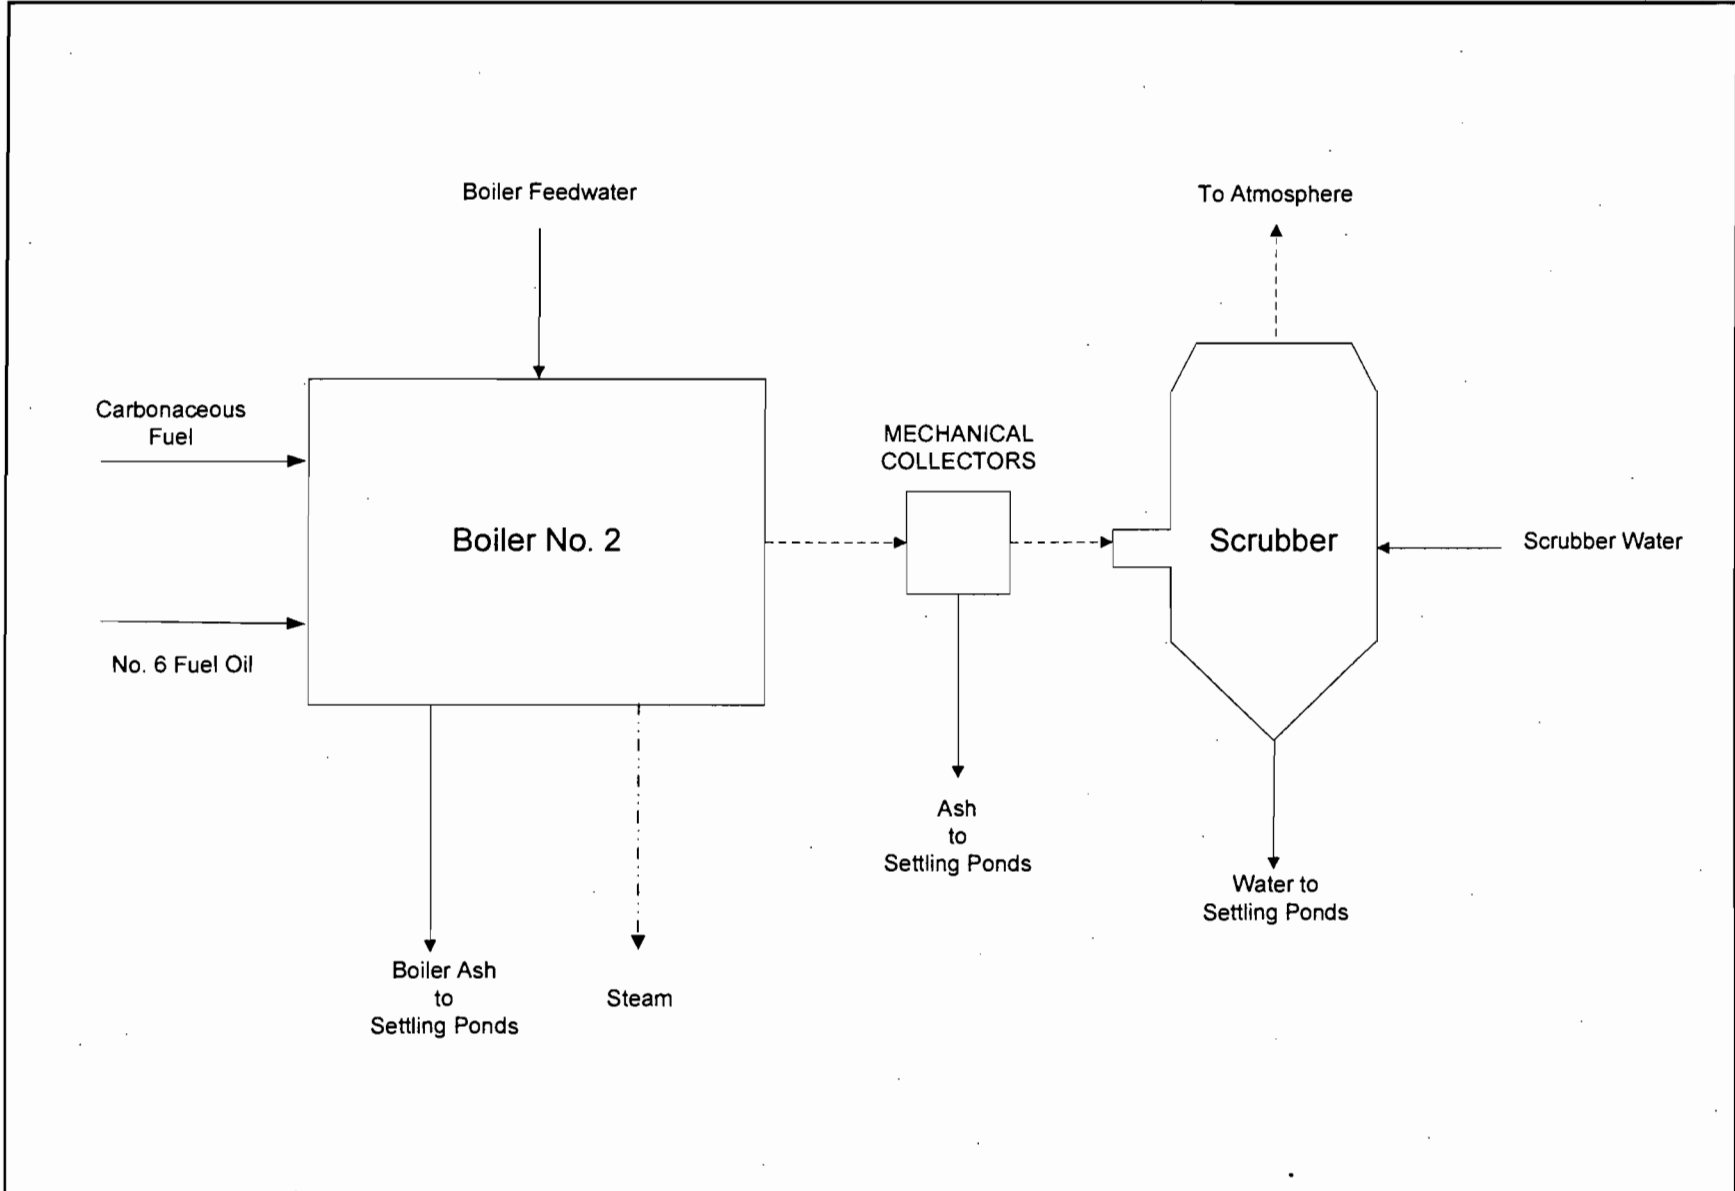 Boiler Feedwater
To Atmosphere
Carbonaceous
Fuel
MECHANICAL
COLLECTORS
Boiler No. 2
Scrubber
Scrubber Water
No. 6 Fuel Oil
Ash
to
Settling Ponds
Water to
Settling Ponds
Boiler Ash
to
Settling Ponds
Steam